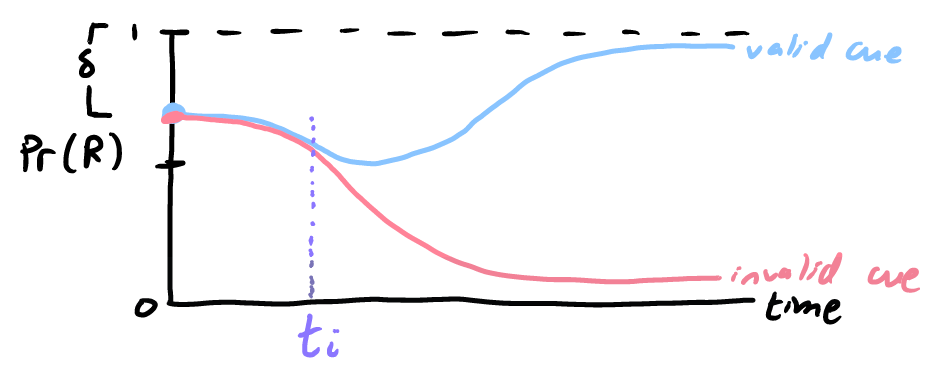 1
δ
valid cue
Pr(R)
invalid cue
0
time
ti